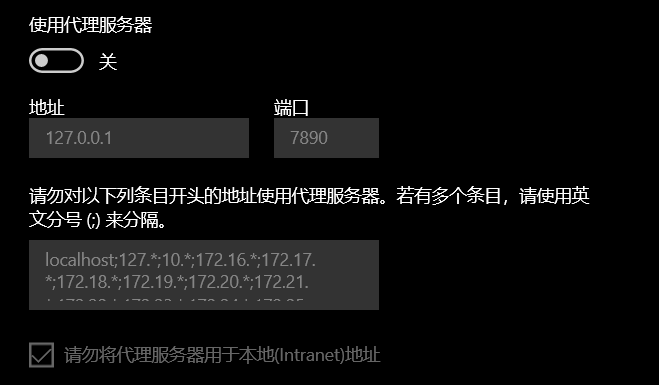 使用代理服务器
关
地址 端口
127.0.0.1 7890
请勿对以下列条目开头的地址使用代理服务器。若有多个条目，请使用英
文分号 (;) 来分隔。
localhost;127.*;10.*;172.16.*;172.17.
*;172.18.*;172.19.*;172.20.*;172.21.
请勿将代理服务器用于本地(Intranet)地址